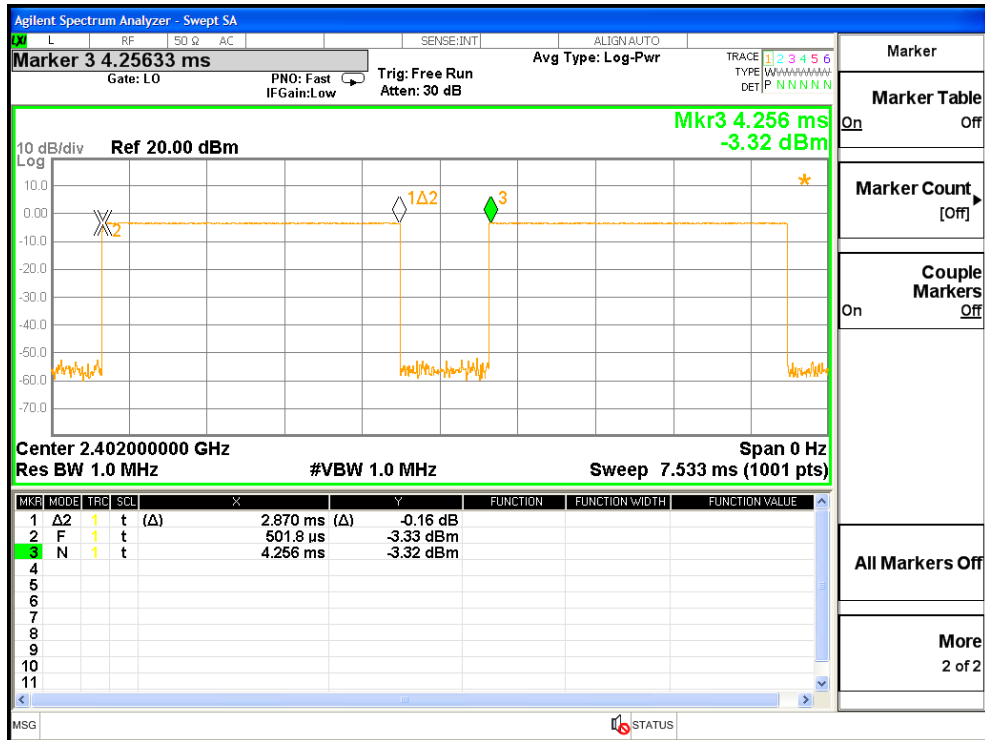 Agilent Spectrum Analyzer - Swept SA
LXI L RF 50 Ω AC SENSE:INT ALIGN AUTO
Marker 3 4.25633 ms
Gate: LO
PNO: Fast
IFGain:Low
Trig: Free Run
Atten: 30 dB
Avg Type: Log-Pwr
TRACE 1 2 3 4 5 6
TYPE W
DET P N N N N N
Mkr3 4.256 ms
-3.32 dBm
10 dB/div Ref 20.00 dBm
Log
10.0
0.00
-10.0
-20.0
-30.0
-40.0
-50.0
-60.0
-70.0
2
1Δ2
3
*
Center 2.402000000 GHz Span 0 Hz
Res BW 1.0 MHz #VBW 1.0 MHz Sweep 7.533 ms (1001 pts)
MKR MODE TRC SCL X Y FUNCTION FUNCTION WIDTH FUNCTION VALUE
1 Δ2 1 t (Δ) 2.870 ms (Δ) -0.16 dB
2 F 1 t 501.8 µs -3.33 dBm
3 N 1 t 4.256 ms -3.32 dBm
4
5
6
7
8
9
10
11
MSG STATUS
Marker
Marker Table
On Off
Marker Count
[Off]
Couple
Markers
On Off
All Markers Off
More
2 of 2